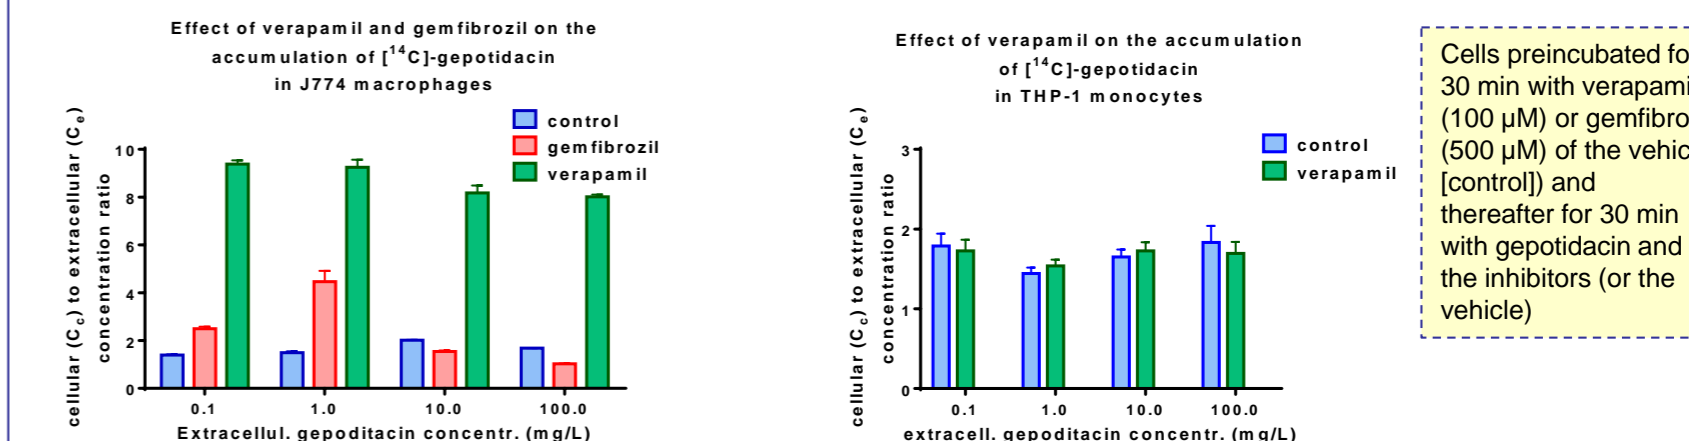 Effect of verapamil and gemfibrozil on the
accumulation of [14C]-gepotidacin
in J774 macrophages
cellular (Cc) to extracellular (Ce)
concentration ratio
control
gemfibrozil
verapamil
10
8
6
4
2
0
0.1 1.0 10.0 100.0
Extracellul. gepoditacin concentr. (mg/L)
Effect of verapamil on the accumulation
of [14C]-gepotidacin
in THP-1 monocytes
cellular (Cc) to extracellular (Ce)
concentration ratio
control
verapamil
3
2
1
0
0.1 1.0 10.0 100.0
extracell. gepoditacin concentr. (mg/L)
Cells preincubated fo
30 min with verapami
(100 µM) or gemfibro
(500 µM) of the vehic
[control]) and
thereafter for 30 min
with gepotidacin and
the inhibitors (or the
vehicle)